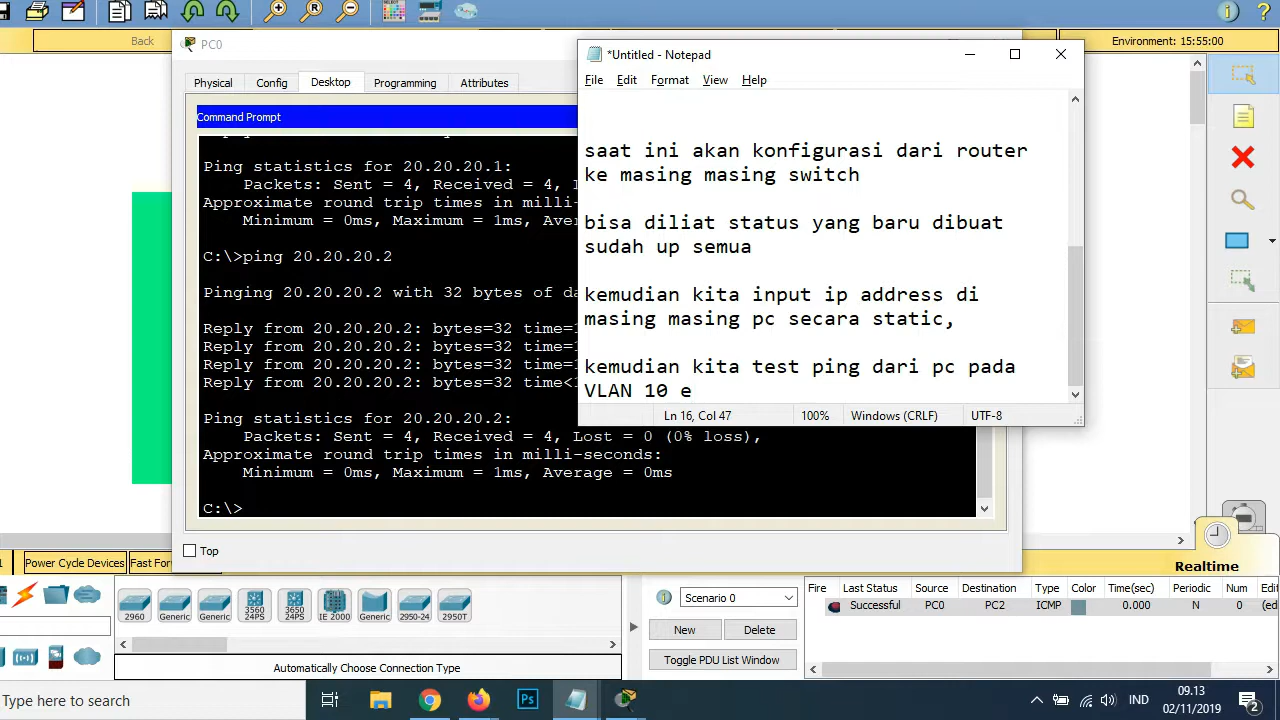 Back
Environment: 15:55:00
PC0
*Untitled - Notepad
Physical
Config
Desktop
Programming
Attributes
File
Edit
Format
View
Help
Command Prompt
Ping statistics for 20.20.20.1:
Packets: Sent = 4, Received = 4,
Approximate round trip times in milli-
Minimum = 0ms, Maximum = 1ms,
C:\>ping 20.20.20.2
Pinging 20.20.20.2 with 32 bytes of
Reply from 20.20.20.2: bytes=32
Reply from 20.20.20.2: bytes=32
Reply from 20.20.20.2: bytes=32
Reply from 20.20.20.2: bytes=32
Ping statistics for 20.20.20.2:
Packets: Sent = 4, Received = 4, Lost = 0 (0% loss),
Approximate round trip times in milli-seconds:
Minimum = 0ms, Maximum = 1ms, Average = 0ms
C:\>
saat ini akan konfigurasi dari router
ke masing masing switch
bisa diliat status yang baru dibuat
sudah up semua
kemudian kita input ip address di
masing masing pc secara static,
kemudian kita test ping dari pc pada
VLAN 10 e
Ln 16, Col 47
100%
Windows (CRLF)
UTF-8
Top
Realtime
Power Cycle Devices
Fast For
2960
Generic
Generic
3560 24PS
3650 24PS
IE 2000
Generic
2950-24
2950T
Automatically Choose Connection Type
Scenario 0
New
Delete
Toggle PDU List Window
Fire Last Status Source Destination Type Color Time(sec) Periodic Num Edi
Successful PC0 PC2 ICMP 0.000 N 0 (ed
Type here to search
Ps
IND
09.13
02/11/2019
2